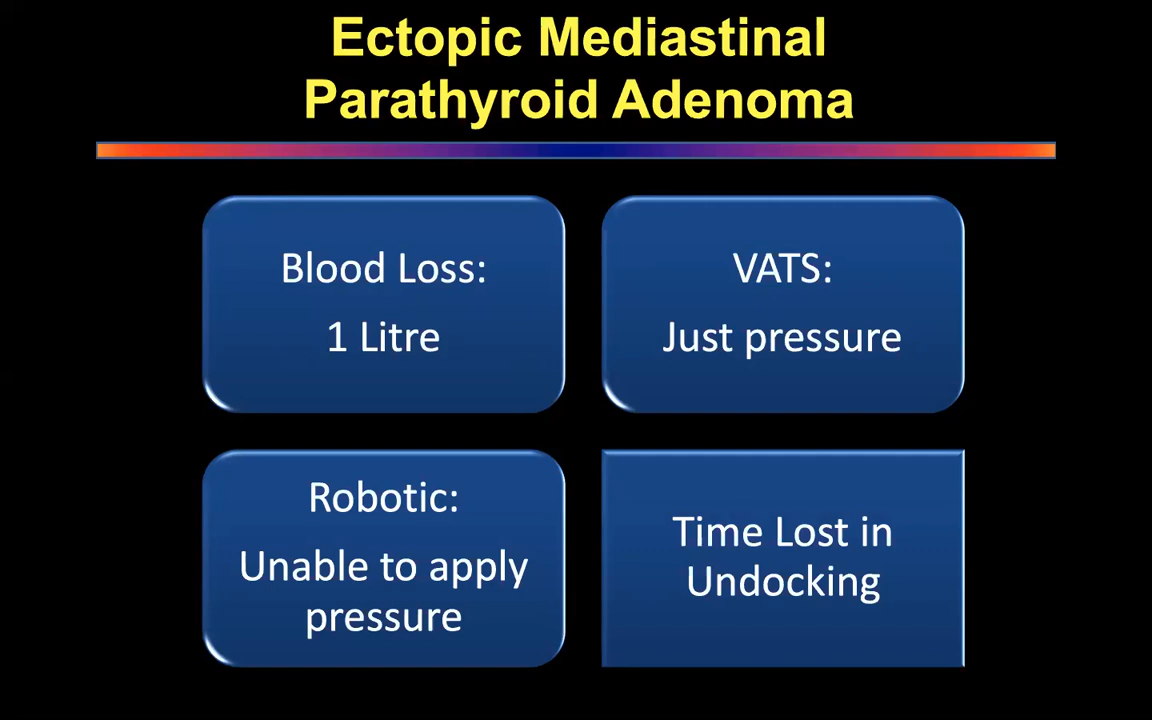 Ectopic Mediastinal
Parathyroid Adenoma
Blood Loss:
1 Litre
VATS:
Just pressure
Robotic:
Unable to apply
pressure
Time Lost in
Undocking